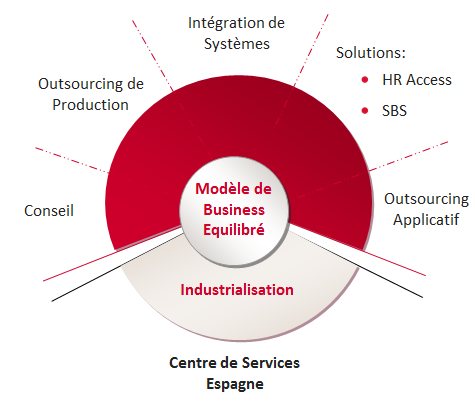 Intégration de
Systèmes
Solutions:
HR Access
SBS
Outsourcing de
Production
Conseil
Modèle de
Business
Equilibré
Outsourcing
Applicatif
Industrialisation
Centre de Services
Espagne